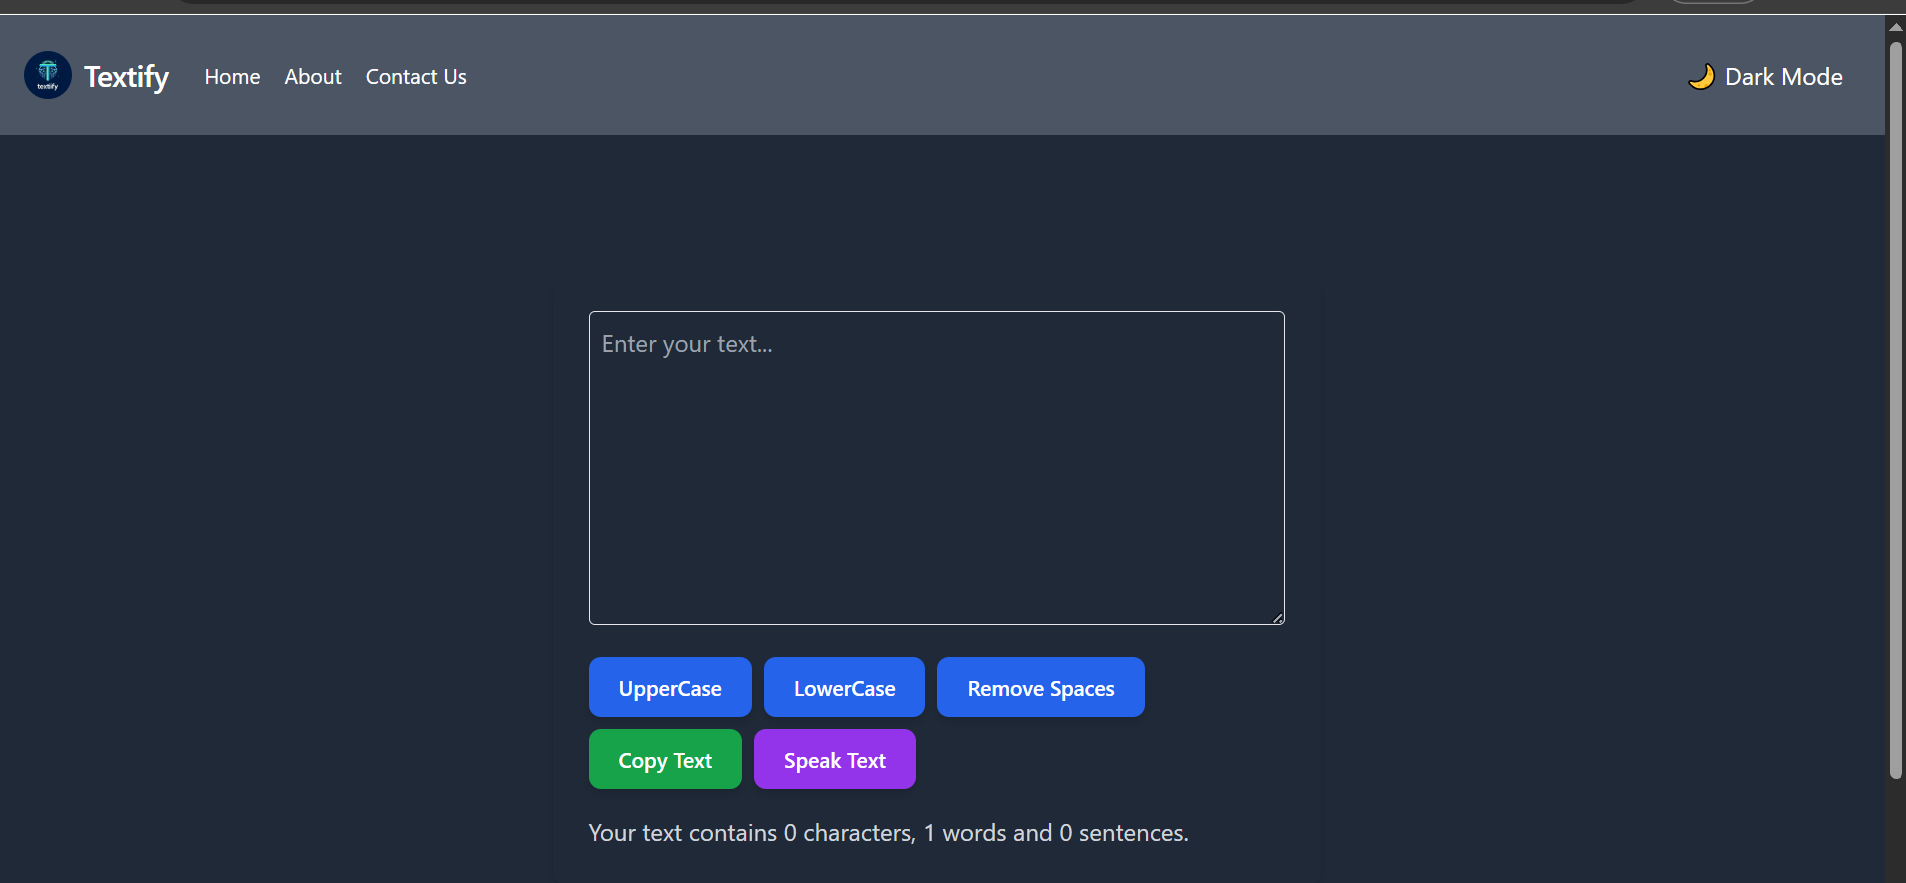 textify
Textify Home About Contact Us 🌙 Dark Mode
Enter your text...
UpperCase LowerCase Remove Spaces
Copy Text Speak Text
Your text contains 0 characters, 1 words and 0 sentences.